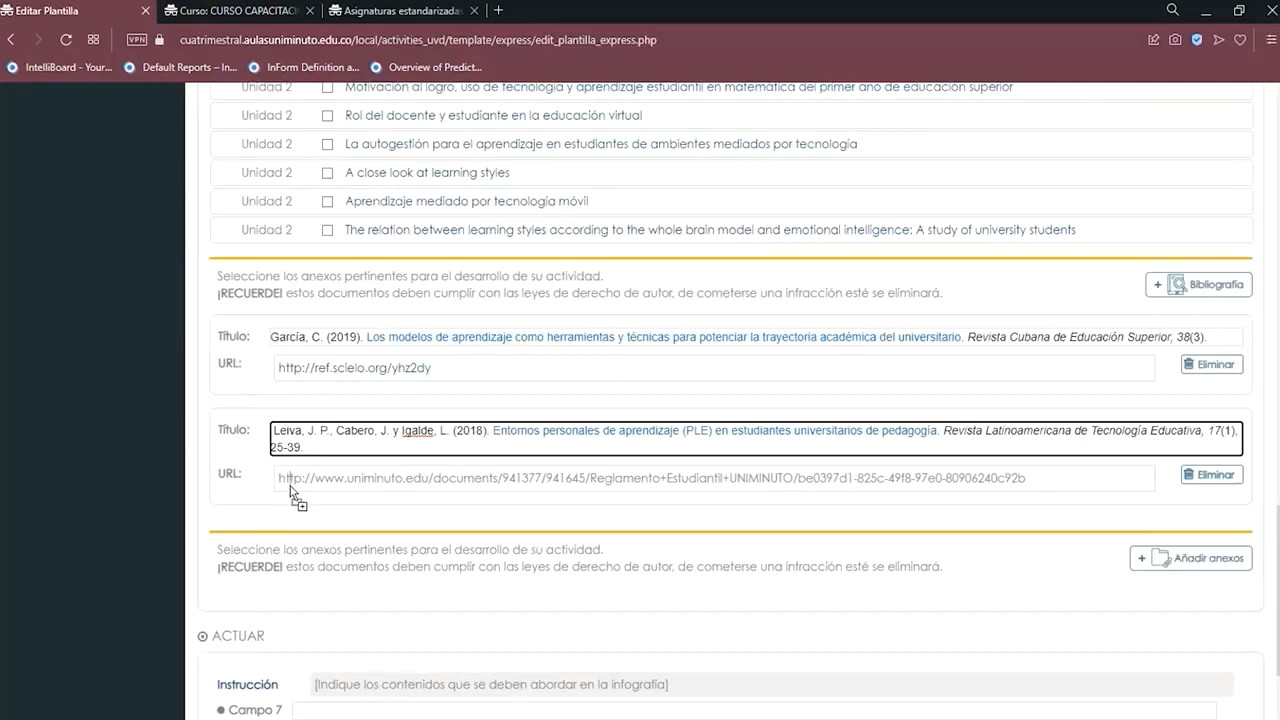 Editar Plantilla
Curso: CURSO CAPACITACI
Asignaturas estandarizadas
VPN
cuatrimestral.aulasuniminuto.edu.co/local/activities_uvd/template/express/edit_plantilla_express.php
IntelliBoard - Your...
Default Reports – In...
InForm Definition a...
Overview of Predict...
Unidad 2 Motivación al logro, uso de tecnología y aprendizaje estudiantil en matemática del primer año de educación superior
Unidad 2 Rol del docente y estudiante en la educación virtual
Unidad 2 La autogestión para el aprendizaje en estudiantes de ambientes mediados por tecnología
Unidad 2 A close look at learning styles
Unidad 2 Aprendizaje mediado por tecnología móvil
Unidad 2 The relation between learning styles according to the whole brain model and emotional intelligence: A study of university students
Seleccione los anexos pertinentes para el desarrollo de su actividad.
¡RECUERDE! estos documentos deben cumplir con las leyes de derecho de autor, de cometerse una infracción esté se eliminará.
+ Bibliografía
Título: García, C. (2019). Los modelos de aprendizaje como herramientas y técnicas para potenciar la trayectoria académica del universitario. Revista Cubana de Educación Superior, 38(3).
URL: http://ref.scielo.org/yhz2dy
Eliminar
Título: Leiva, J. P., Cabero, J. y Igalde, L. (2018). Entornos personales de aprendizaje (PLE) en estudiantes universitarios de pedagogía. Revista Latinoamericana de Tecnología Educativa, 17(1),
25-39.
URL: http://www.uniminuto.edu/documents/941377/941645/Reglamento+Estudiantil+UNIMINUTO/be0397d1-825c-49f8-97e0-80906240c92b
Eliminar
Seleccione los anexos pertinentes para el desarrollo de su actividad.
¡RECUERDE! estos documentos deben cumplir con las leyes de derecho de autor, de cometerse una infracción esté se eliminará.
+ Añadir anexos
ACTUAR
Instrucción [Indique los contenidos que se deben abordar en la infografía]
Campo 7